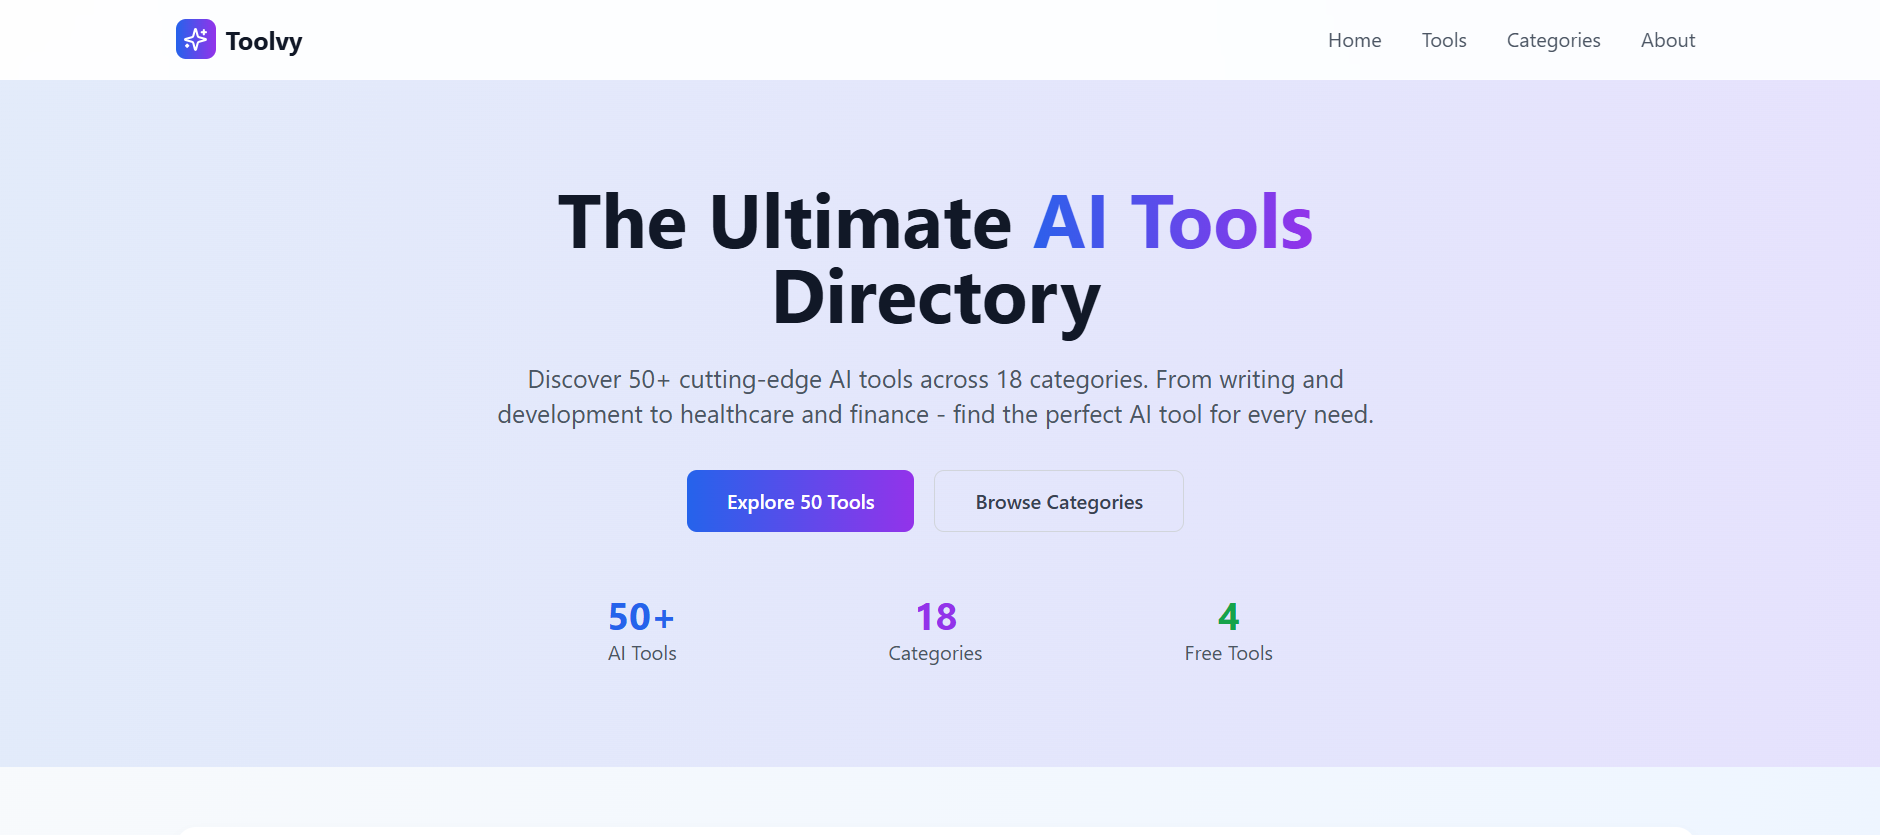 Toolvy
Home
Tools
Categories
About
The Ultimate AI Tools
Directory
Discover 50+ cutting-edge AI tools across 18 categories. From writing and
development to healthcare and finance - find the perfect AI tool for every need.
Explore 50 Tools
Browse Categories
50+
AI Tools
18
Categories
4
Free Tools